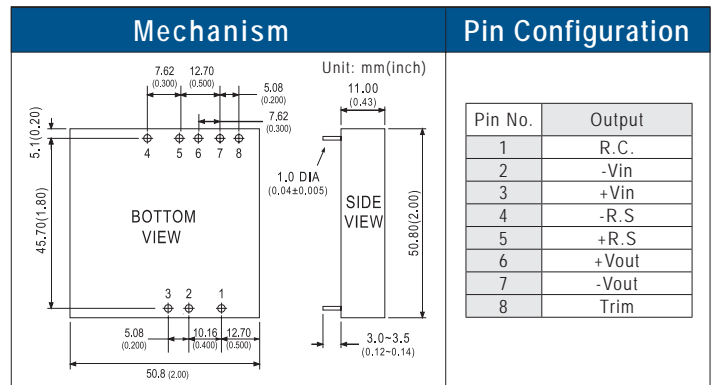 Mechanism
Pin Configuration
Unit: mm(inch)
7.62
(0.300)
12.70
(0.500)
5.08
(0.200)
7.62
(0.300)
11.00
(0.43)
5.1(0.20)
4 5 6 7 8
1.0 DIA
(0.04±0.005)
45.70(1.80)
BOTTOM
VIEW
SIDE
VIEW
50.80(2.00)
3 2 1
5.08
(0.200)
10.16
(0.400)
12.70
(0.500)
3.0~3.5
(0.12~0.14)
50.8 (2.00)
Pin No. Output
1 R.C.
2 -Vin
3 +Vin
4 -R.S
5 +R.S
6 +Vout
7 -Vout
8 Trim